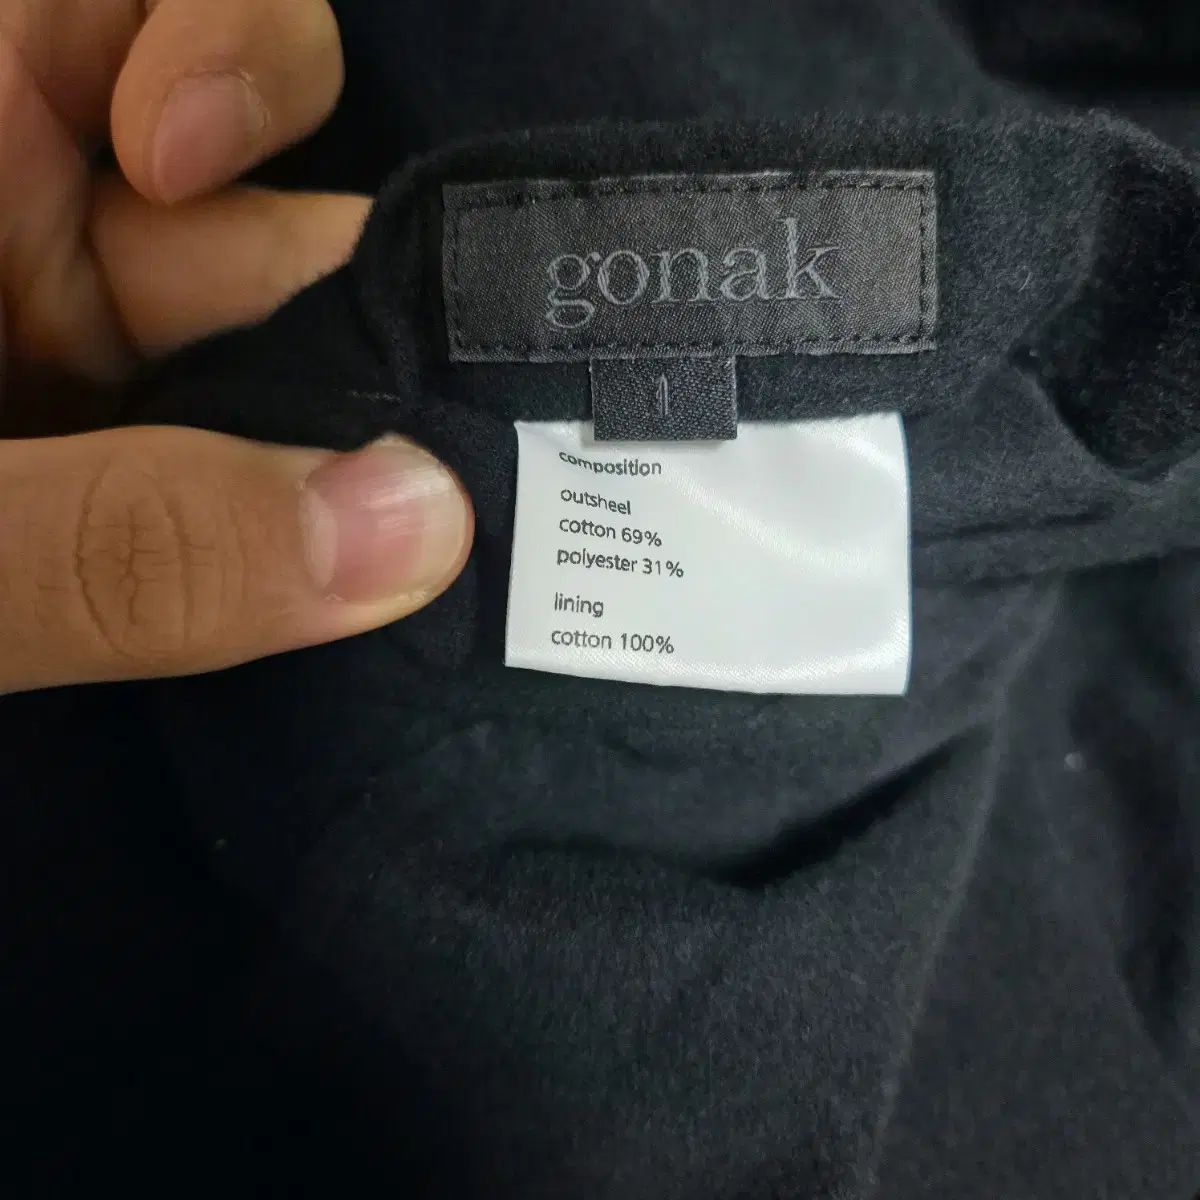 gonak
1
composition
outsheel
cotton 69%
polyester 31%
lining
cotton 100%